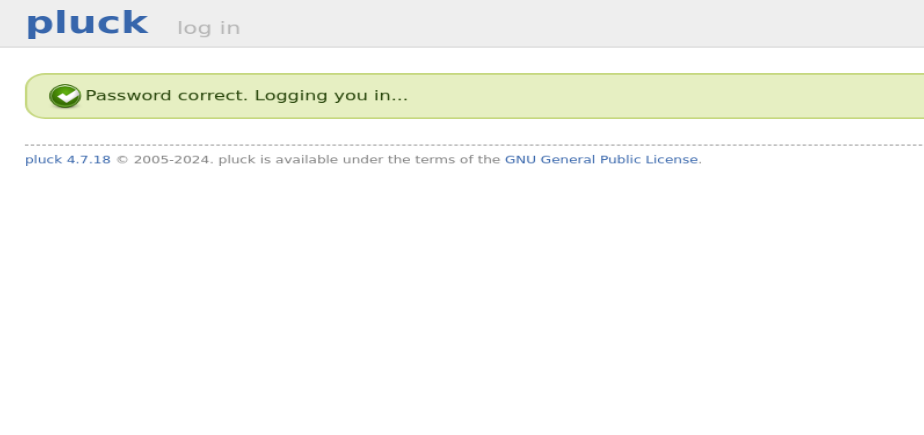 pluck log in
Password correct. Logging you in...
pluck 4.7.18 © 2005-2024. pluck is available under the terms of the GNU General Public License.